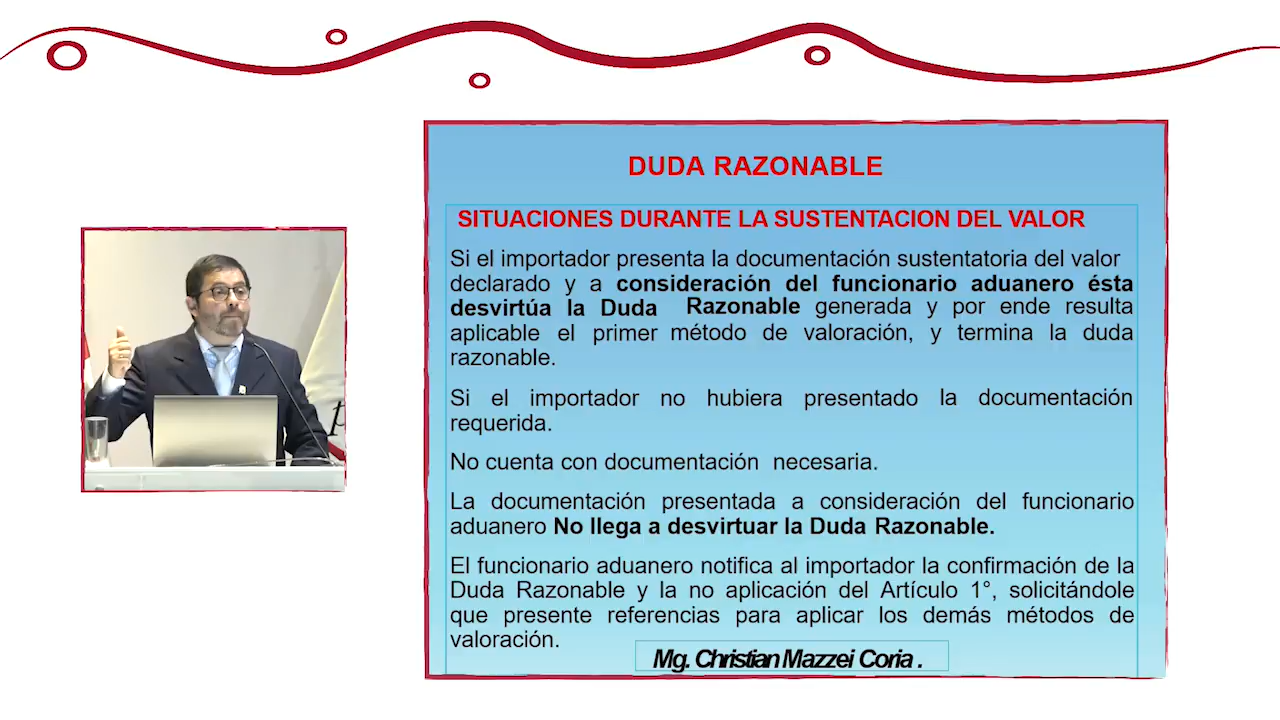 DUDA RAZONABLE
SITUACIONES DURANTE LA SUSTENTACION DEL VALOR
Si el importador presenta la documentación sustentatoria del valor
declarado y a consideración del funcionario aduanero ésta
desvirtúa la Duda Razonable generada y por ende resulta
aplicable el primer método de valoración, y termina la duda
razonable.
Si el importador no hubiera presentado la documentación
requerida.
No cuenta con documentación necesaria.
La documentación presentada a consideración del funcionario
aduanero No llega a desvirtuar la Duda Razonable.
El funcionario aduanero notifica al importador la confirmación de la
Duda Razonable y la no aplicación del Artículo 1°, solicitándole
que presente referencias para aplicar los demás métodos de
valoración.
Mg. Christian Mazzei Coria .